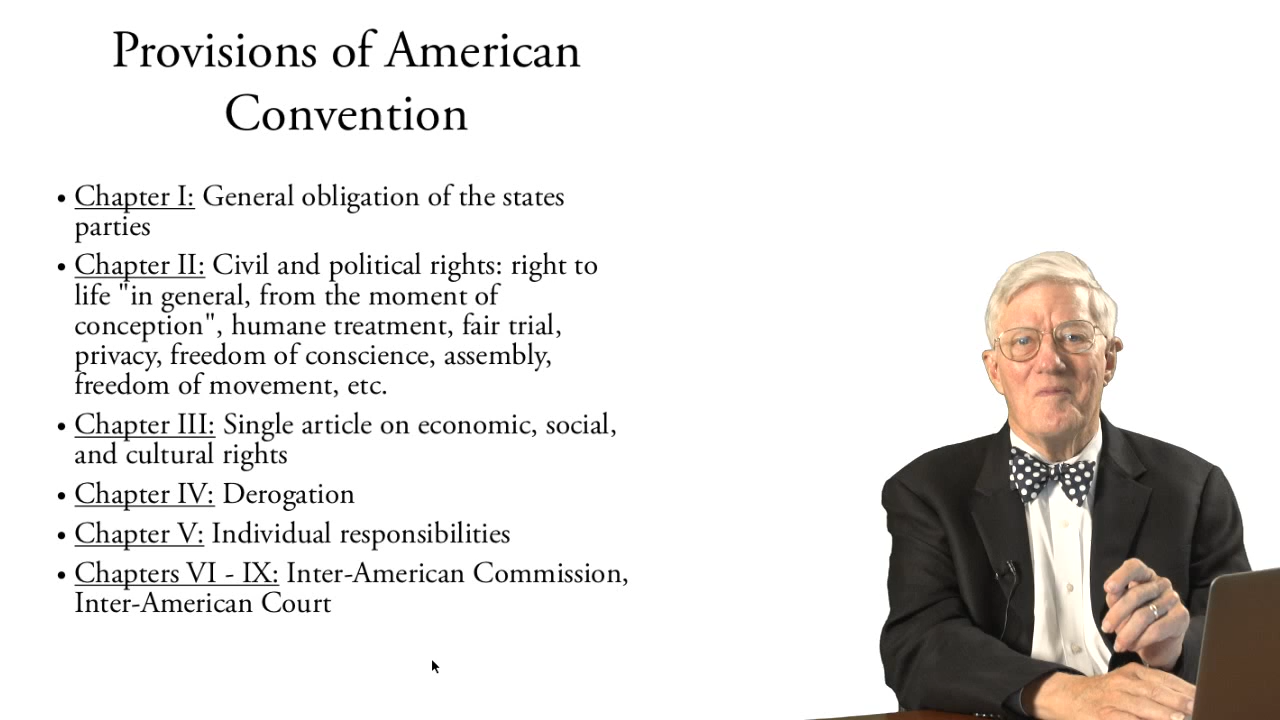 Provisions of American
Convention
• Chapter I: General obligation of the states
parties
• Chapter II: Civil and political rights: right to
life "in general, from the moment of
conception", humane treatment, fair trial,
privacy, freedom of conscience, assembly,
freedom of movement, etc.
• Chapter III: Single article on economic, social,
and cultural rights
• Chapter IV: Derogation
• Chapter V: Individual responsibilities
• Chapters VI - IX: Inter-American Commission,
Inter-American Court